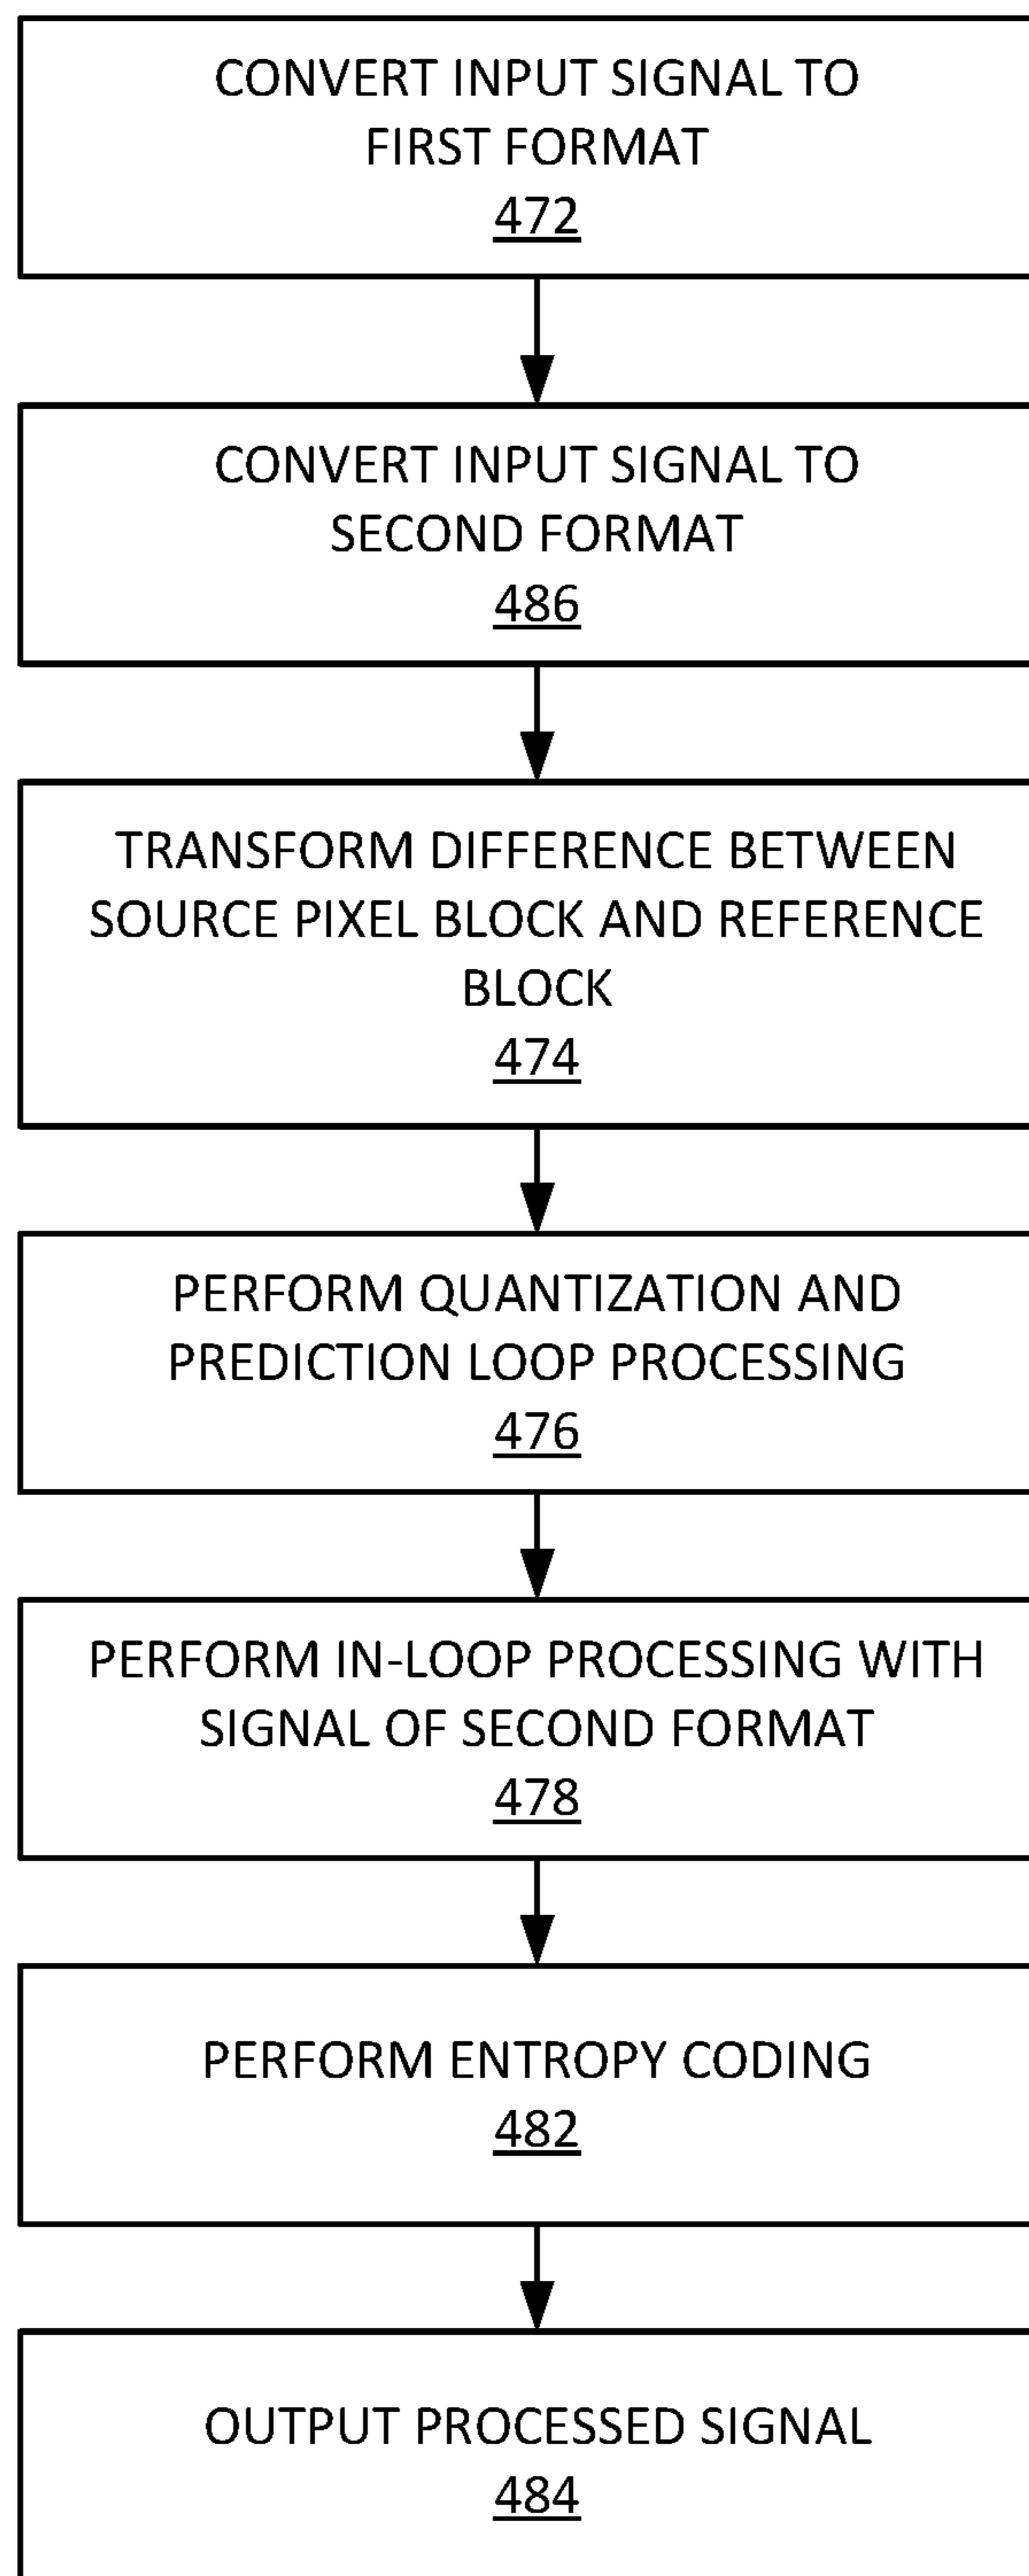 CONVERT INPUT SIGNAL TO
FIRST FORMAT
472
CONVERT INPUT SIGNAL TO
SECOND FORMAT
486
TRANSFORM DIFFERENCE BETWEEN
SOURCE PIXEL BLOCK AND REFERENCE
BLOCK
474
PERFORM QUANTIZATION AND
PREDICTION LOOP PROCESSING
476
PERFORM IN-LOOP PROCESSING WITH
SIGNAL OF SECOND FORMAT
478
PERFORM ENTROPY CODING
482
OUTPUT PROCESSED SIGNAL
484